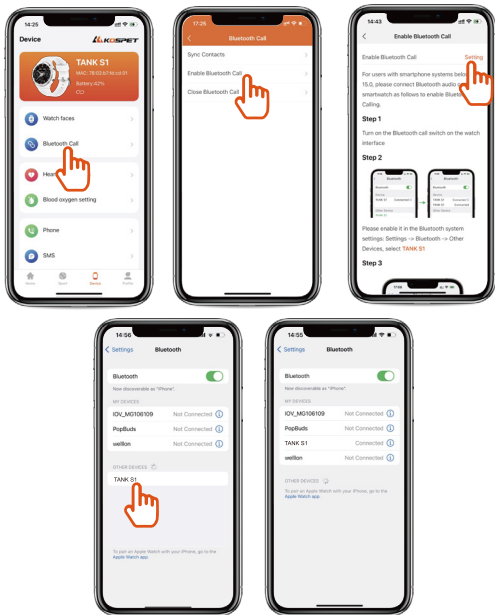 14:25
Device
KOSPET
TANK S1
Battery:42%
Watch faces
Bluetooth Call
Hear
Blood oxygen setting
Phone
SMS
Home
Sport
Device
Profile
17:25
Bluetooth Call
Sync Contacts
Enable Bluetooth Call
Close Bluetooth Call
14:43
Enable Bluetooth Call
Enable Bluetooth Call Setting
For users with smartphone systems below
15.0, please connect Bluetooth audio on
smartwatch as follows to enable Bluetooth
Calling.
Step 1
Turn on the Bluetooth call switch on the watch
interface
Step 2
Please enable it in the Bluetooth system
settings: Settings -> Bluetooth -> Other
Devices, select TANK S1
Step 3
14:56
Settings Bluetooth
Bluetooth
Now discoverable as "iPhone".
MY DEVICES
IOV_MG106109 Not Connected
PopBuds Not Connected
wellion Not Connected
OTHER DEVICES
TANK S1
To pair an Apple Watch with your iPhone, go to the
Apple Watch app.
14:55
Settings Bluetooth
Bluetooth
Now discoverable as "iPhone".
MY DEVICES
IOV_MG106109 Not Connected
PopBuds Not Connected
TANK S1 Connected
wellion Not Connected
OTHER DEVICES
To pair an Apple Watch with your iPhone, go to the
Apple Watch app.